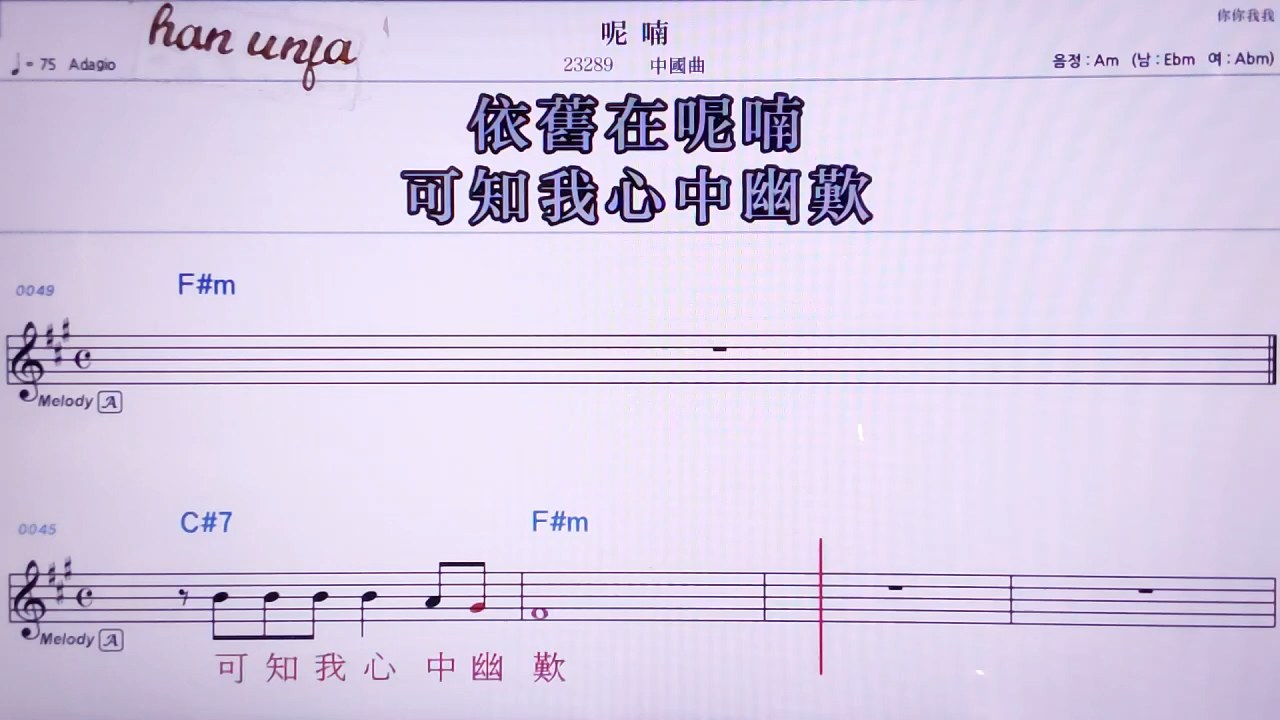 你你我我
han unja
呢 喃
♩= 75 Adagio
23289 中國曲
음정 : Am (남 : Ebm 여 : Abm)
依舊在呢喃
可知我心中幽歎
0049
F#m
Melody A
0045
C#7 F#m
Melody A
可 知 我 心 中 幽 歎